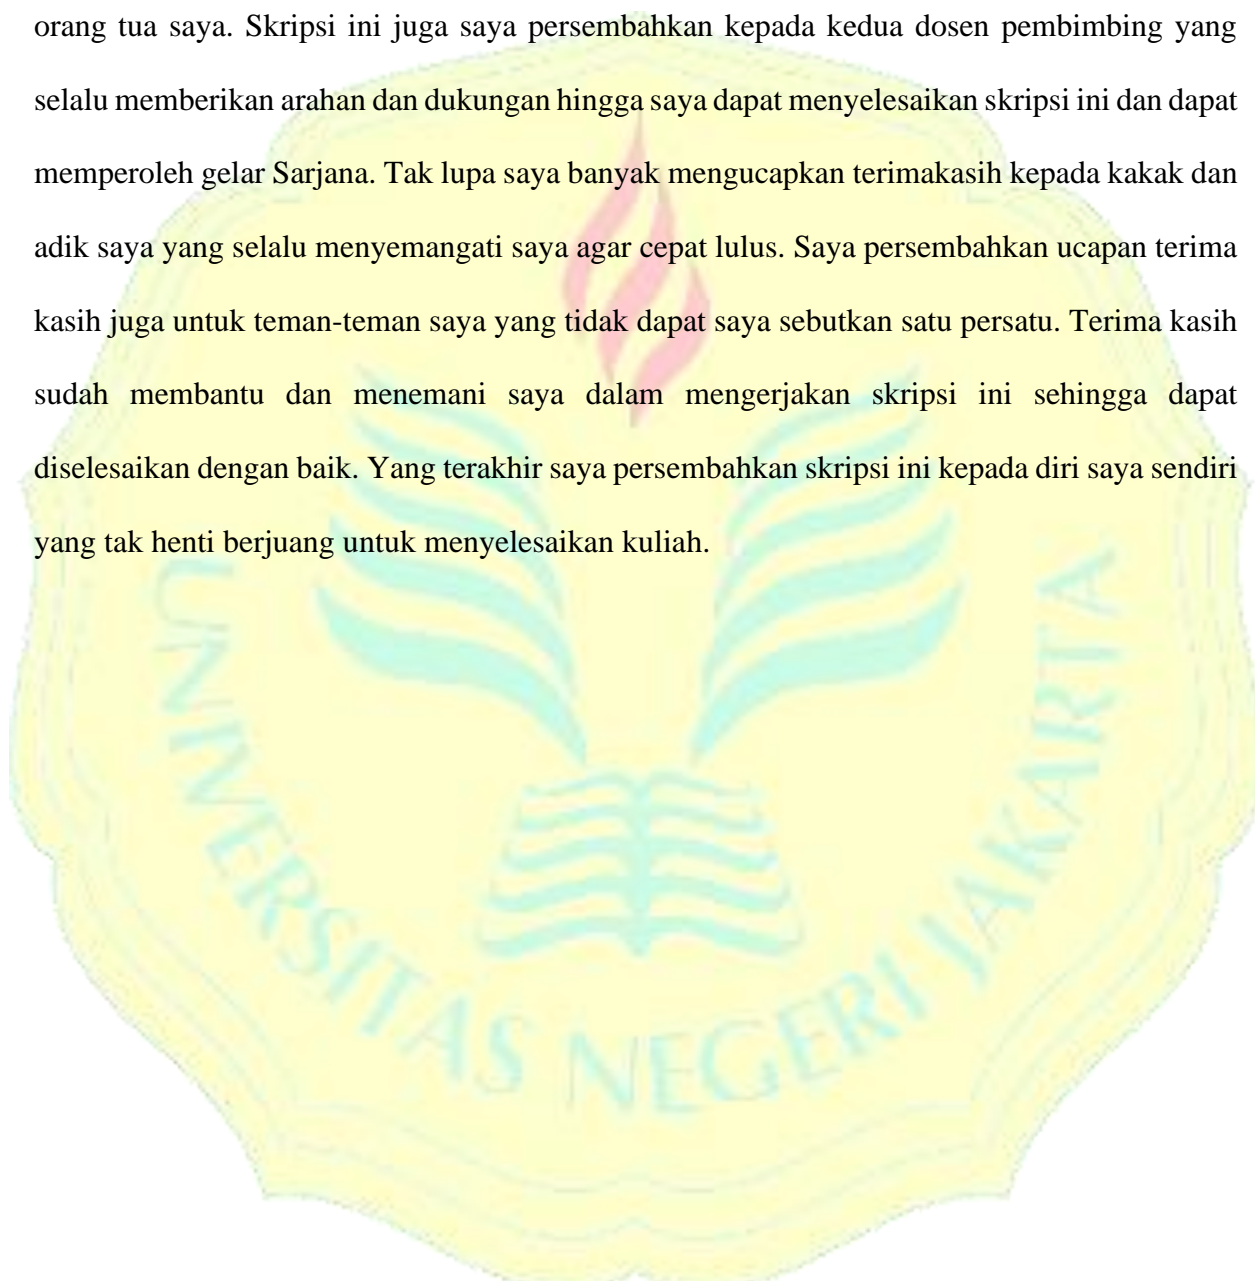 orang tua saya. Skripsi ini juga saya persembahkan kepada kedua dosen pembimbing yang
selalu memberikan arahan dan dukungan hingga saya dapat menyelesaikan skripsi ini dan dapat
memperoleh gelar Sarjana. Tak lupa saya banyak mengucapkan terimakasih kepada kakak dan
adik saya yang selalu menyemangati saya agar cepat lulus. Saya persembahkan ucapan terima
kasih juga untuk teman-teman saya yang tidak dapat saya sebutkan satu persatu. Terima kasih
sudah membantu dan menemani saya dalam mengerjakan skripsi ini sehingga dapat
diselesaikan dengan baik. Yang terakhir saya persembahkan skripsi ini kepada diri saya sendiri
yang tak henti berjuang untuk menyelesaikan kuliah.
UNIVERSITAS NEGERI JAKARTA